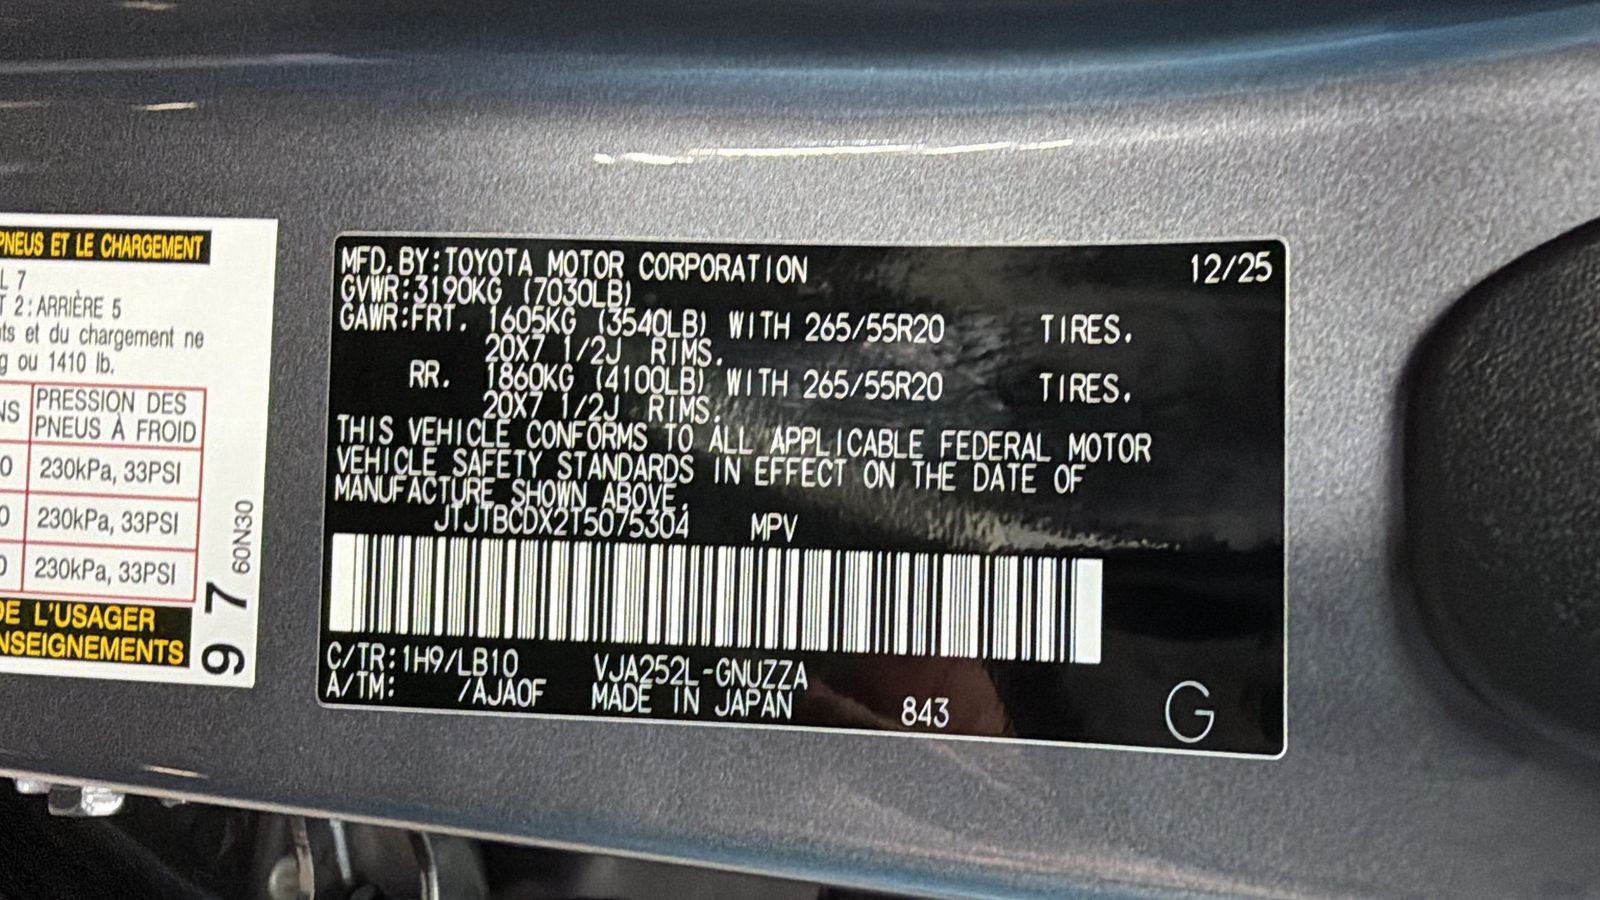 PNEUS ET LE CHARGEMENT
L 7
T 2 : ARRIÈRE 5
ts et du chargement ne
g ou 1410 lb.
NS PRESSION DES
PNEUS À FROID
0 230kPa, 33PSI
0 230kPa, 33PSI
0 230kPa, 33PSI
DE L'USAGER
NSEIGNEMENTS
97 60N30
MFD. BY: TOYOTA MOTOR CORPORATION 12/25
GVWR: 3190KG (7030LB)
GAWR: FRT. 1605KG (3540LB) WITH 265/55R20 TIRES.
20X7 1/2J RIMS.
RR. 1860KG (4100LB) WITH 265/55R20 TIRES.
20X7 1/2J RIMS.
THIS VEHICLE CONFORMS TO ALL APPLICABLE FEDERAL MOTOR
VEHICLE SAFETY STANDARDS IN EFFECT ON THE DATE OF
MANUFACTURE SHOWN ABOVE.
JTJTBCDX2T5075304 MPV
C/TR: 1H9/LB10 VJA252L-GNUZZA
A/TM: /AJA0F MADE IN JAPAN 843 G